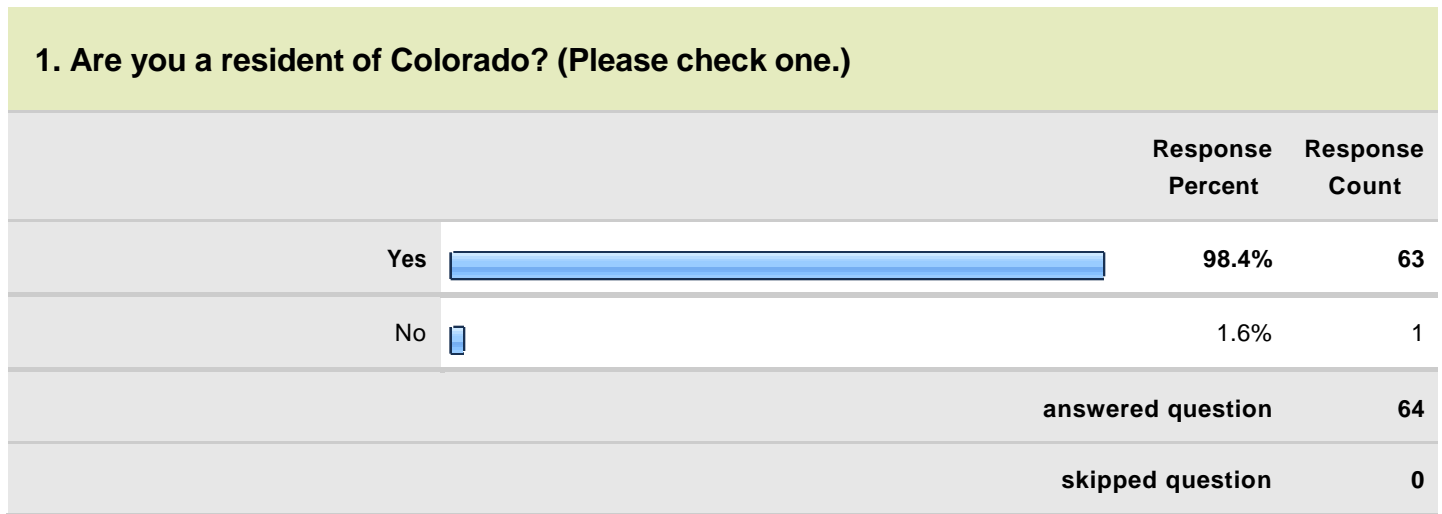 1. Are you a resident of Colorado? (Please check one.)
Response Response
Percent Count
Yes 98.4% 63
No 1.6% 1
answered question 64
skipped question 0